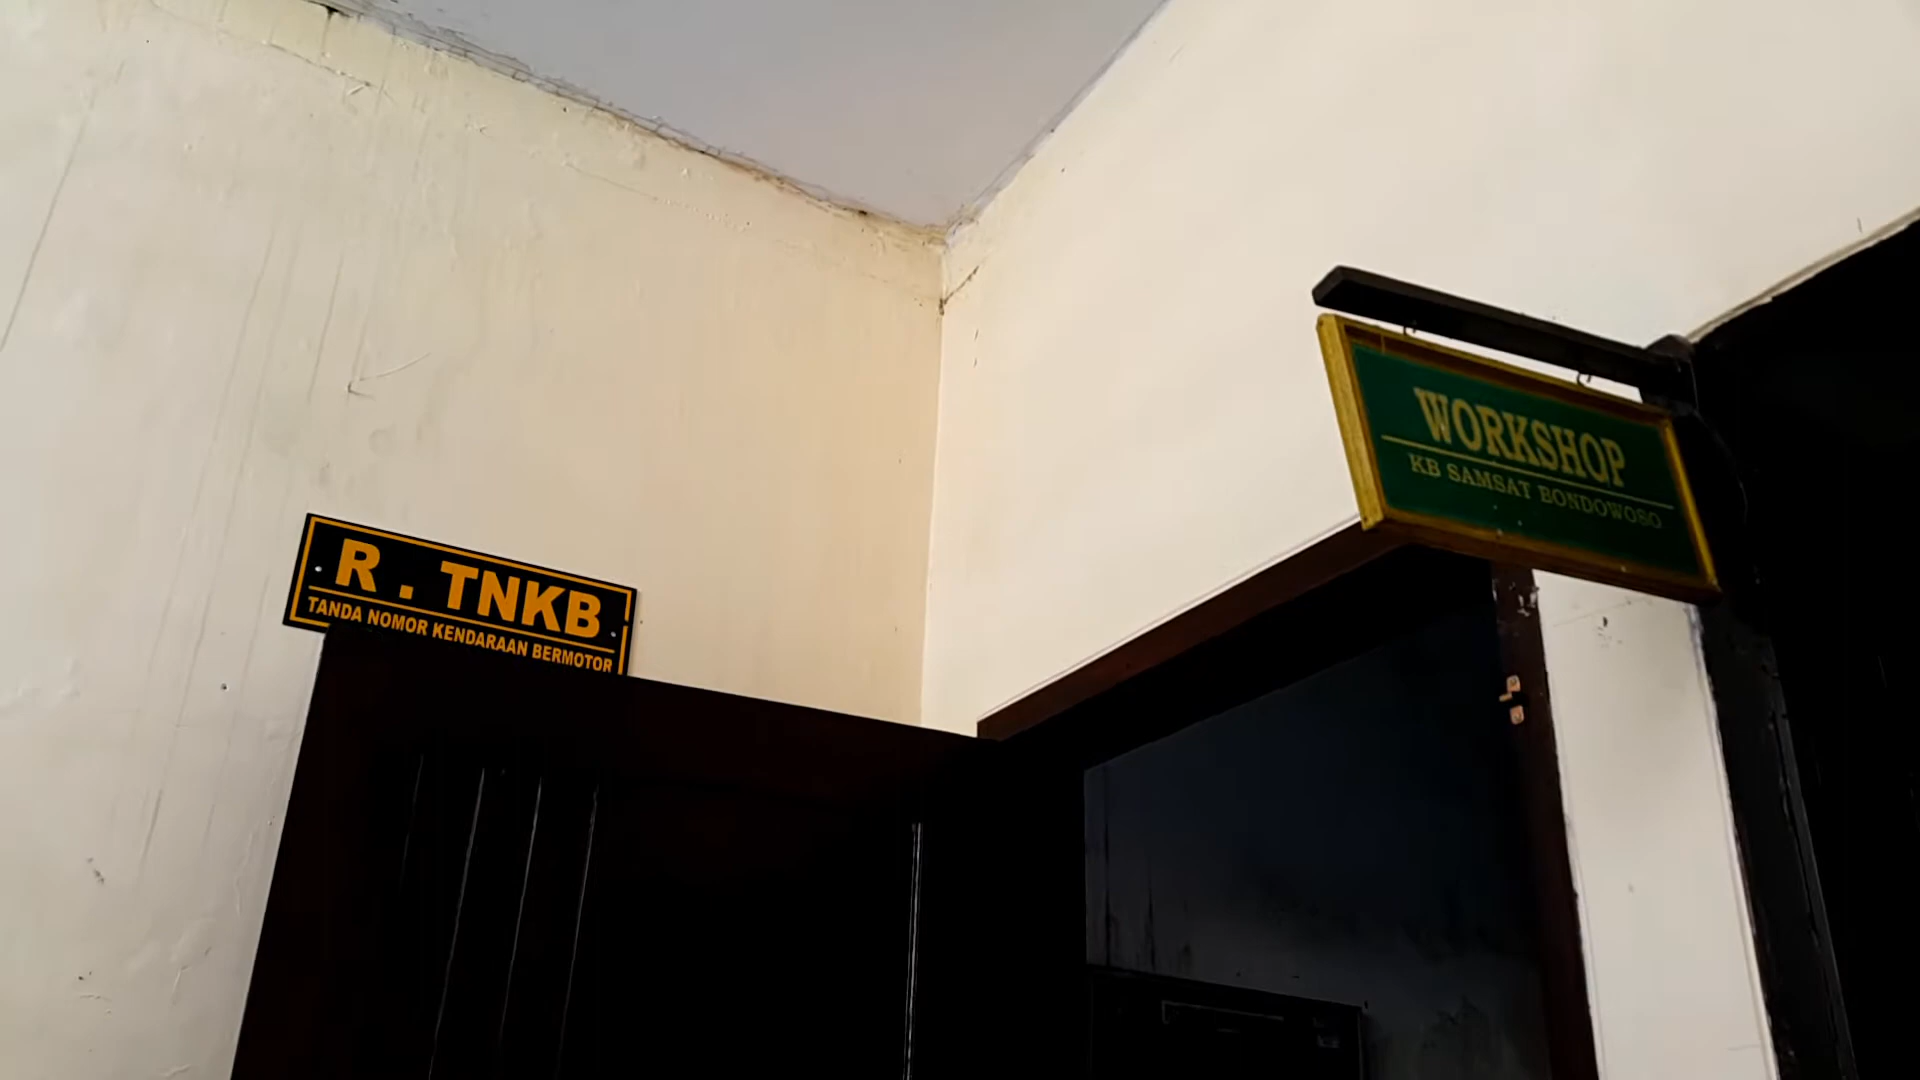 R . TNKB
TANDA NOMOR KENDARAAN BERMOTOR
WORKSHOP
KB SAMSAT BONDOWOSO